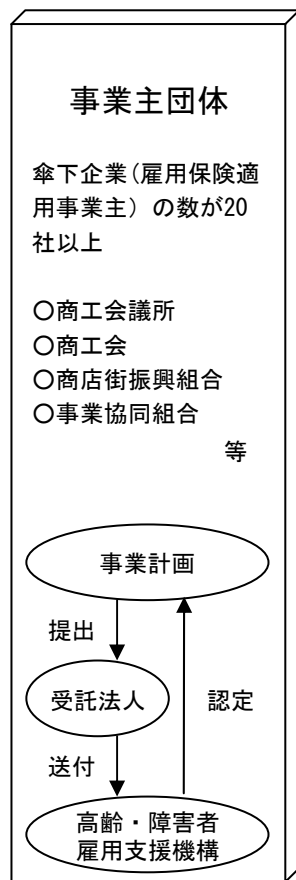 事業主団体
傘下企業(雇用保険適
用事業主）の数が20
社以上
○商工会議所
○商工会
○商店街振興組合
○事業協同組合
等
事業計画
提出
受託法人
認定
送付
高齢・障害者
雇用支援機構